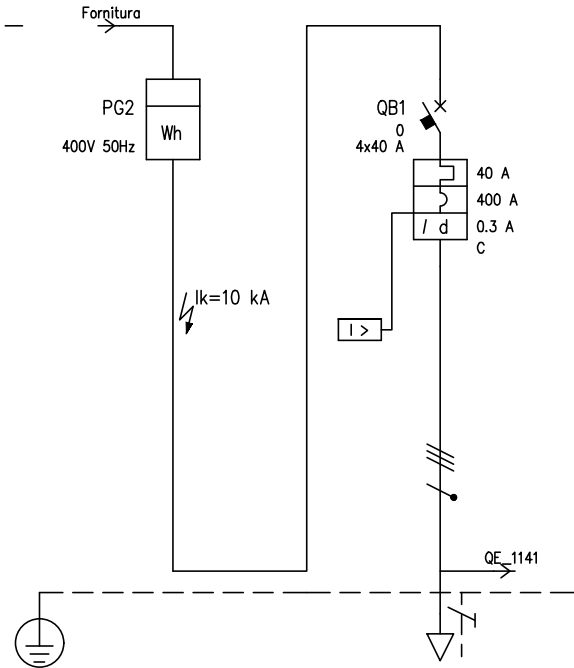 Fornitura
PG2
400V 50Hz
Wh
Ik=10 kA
QB1
0
4x40 A
40 A
400 A
I d
0.3 A
C
I >
QE_1141